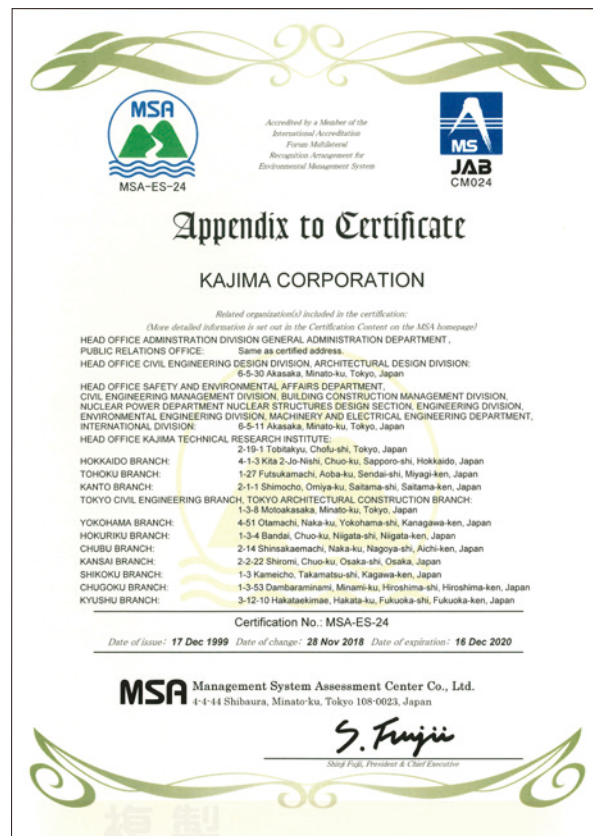 MSA
MSA-ES-24
Accredited by a Member of the
International Accreditation
Forum Multilateral
Recognition Arrangement for
Environmental Management System
MS
JAB
CM024
Appendix to Certificate
KAJIMA CORPORATION
Related organization(s) included in the certification:
(More detailed information is set out in the Certification Content on the MSA homepage)
HEAD OFFICE ADMINSTRATION DIVISION GENERAL ADMINISTRATION DEPARTMENT,
PUBLIC RELATIONS OFFICE: Same as certified address.
HEAD OFFICE CIVIL ENGINEERING DESIGN DIVISION, ARCHITECTURAL DESIGN DIVISION:
6-5-30 Akasaka, Minato-ku, Tokyo, Japan
HEAD OFFICE SAFETY AND ENVIRONMENTAL AFFAIRS DEPARTMENT,
CIVIL ENGINEERING MANAGEMENT DIVISION, BUILDING CONSTRUCTION MANAGEMENT DIVISION,
NUCLEAR POWER DEPARTMENT NUCLEAR STRUCTURES DESIGN SECTION, ENGINEERING DIVISION,
ENVIRONMENTAL ENGINEERING DIVISION, MACHINERY AND ELECTRICAL ENGINEERING DEPARTMENT,
INTERNATIONAL DIVISION: 6-5-11 Akasaka, Minato-ku, Tokyo, Japan
HEAD OFFICE KAJIMA TECHNICAL RESEARCH INSTITUTE:
2-19-1 Tobitakyu, Chofu-shi, Tokyo, Japan
HOKKAIDO BRANCH: 4-1-3 Kita 2-Jo-Nishi, Chuo-ku, Sapporo-shi, Hokkaido, Japan
TOHOKU BRANCH: 1-27 Futsukamachi, Aoba-ku, Sendai-shi, Miyagi-ken, Japan
KANTO BRANCH: 2-1-1 Shimocho, Omiya-ku, Saitama-shi, Saitama-ken, Japan
TOKYO CIVIL ENGINEERING BRANCH, TOKYO ARCHITECTURAL CONSTRUCTION BRANCH:
1-3-8 Motoakasaka, Minato-ku, Tokyo, Japan
YOKOHAMA BRANCH: 4-51 Otamachi, Naka-ku, Yokohama-shi, Kanagawa-ken, Japan
HOKURIKU BRANCH: 1-3-4 Bandai, Chuo-ku, Niigata-shi, Niigata-ken, Japan
CHUBU BRANCH: 2-14 Shinsakaemachi, Naka-ku, Nagoya-shi, Aichi-ken, Japan
KANSAI BRANCH: 2-2-22 Shiromi, Chuo-ku, Osaka-shi, Osaka, Japan
SHIKOKU BRANCH: 1-3 Kameicho, Takamatsu-shi, Kagawa-ken, Japan
CHUGOKU BRANCH: 1-3-53 Dambaraminami, Minami-ku, Hiroshima-shi, Hiroshima-ken, Japan
KYUSHU BRANCH: 3-12-10 Hakataekimae, Hakata-ku, Fukuoka-shi, Fukuoka-ken, Japan
Certification No.: MSA-ES-24
Date of issue: 17 Dec 1999 Date of change: 28 Nov 2018 Date of expiration: 16 Dec 2020
MSA Management System Assessment Center Co., Ltd.
4-4-44 Shibaura, Minato-ku, Tokyo 108-0023, Japan
S. Fujii
Shinji Fujii, President & Chief Executive
複製